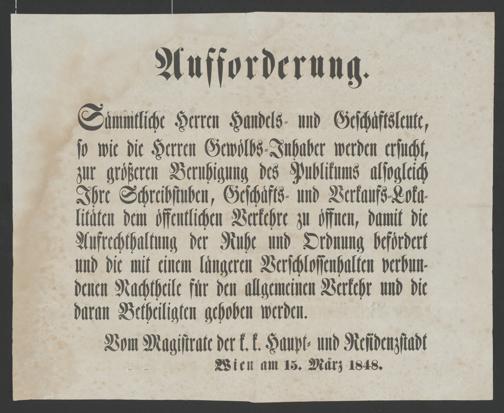 Aufforderung.
Sämmtliche Herren Handels- und Geschäftsleute,
so wie die Herren Gewölbs-Inhaber werden ersucht,
zur größeren Beruhigung des Publikums alsogleich
Ihre Schreibstuben, Geschäfts- und Verkaufs-Loka-
litäten dem öffentlichen Verkehre zu öffnen, damit die
Aufrechthaltung der Ruhe und Ordnung befördert
und die mit einem längeren Verschlossenhalten verbun-
denen Nachtheile für den allgemeinen Verkehr und die
daran Betheiligten gehoben werden.
Vom Magistrate der k. k. Haupt- und Residenzstadt
Wien am 15. März 1848.